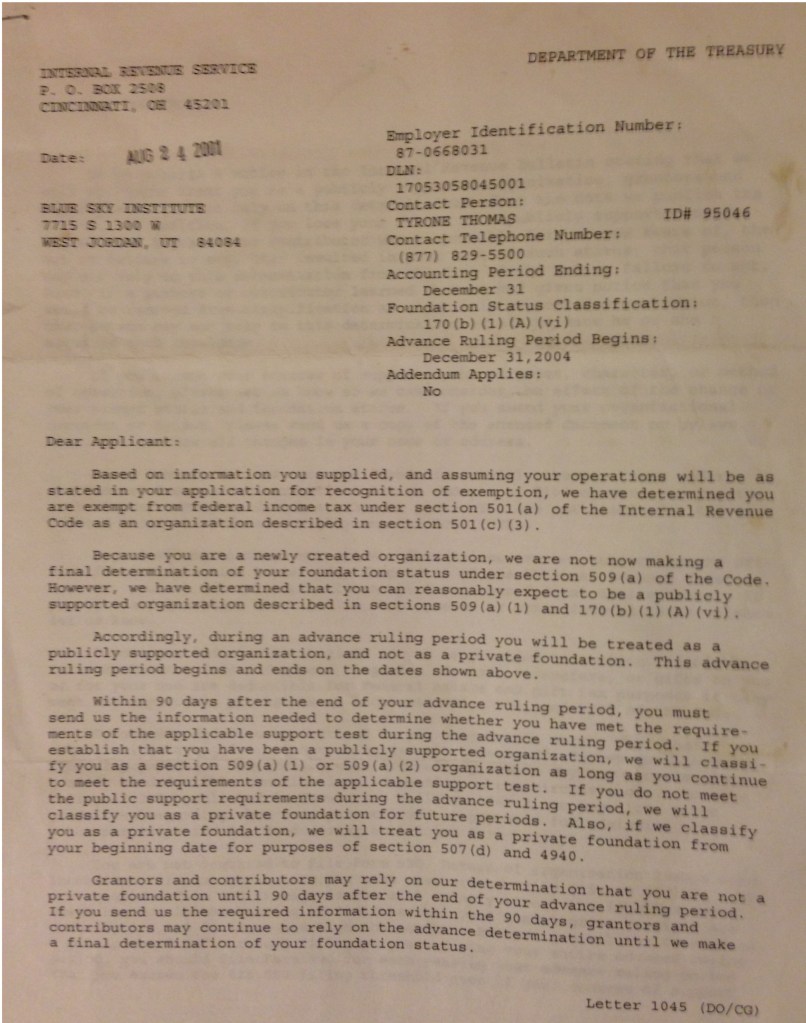 DEPARTMENT OF THE TREASURY
INTERNAL REVENUE SERVICE
P. O. BOX 2508
CINCINNATI, OH 45201
Date: AUG 24 2001
BLUE SKY INSTITUTE
7715 S 1300 W
WEST JORDAN, UT 84084
Employer Identification Number:
87-0668031
DLN:
17053058045001
Contact Person:
TYRONE THOMAS ID# 95046
Contact Telephone Number:
(877) 829-5500
Accounting Period Ending:
December 31
Foundation Status Classification:
170(b)(1)(A)(vi)
Advance Ruling Period Begins:
December 31,2004
Addendum Applies:
No
Dear Applicant:
Based on information you supplied, and assuming your operations will be as
stated in your application for recognition of exemption, we have determined you
are exempt from federal income tax under section 501(a) of the Internal Revenue
Code as an organization described in section 501(c)(3).
Because you are a newly created organization, we are not now making a
final determination of your foundation status under section 509(a) of the Code.
However, we have determined that you can reasonably expect to be a publicly
supported organization described in sections 509(a)(1) and 170(b)(1)(A)(vi).
Accordingly, during an advance ruling period you will be treated as a
publicly supported organization, and not as a private foundation. This advance
ruling period begins and ends on the dates shown above.
Within 90 days after the end of your advance ruling period, you must
send us the information needed to determine whether you have met the require-
ments of the applicable support test during the advance ruling period. If you
establish that you have been a publicly supported organization, we will classi-
fy you as a section 509(a)(1) or 509(a)(2) organization as long as you continue
to meet the requirements of the applicable support test. If you do not meet
the public support requirements during the advance ruling period, we will
classify you as a private foundation for future periods. Also, if we classify
you as a private foundation, we will treat you as a private foundation from
your beginning date for purposes of section 507(d) and 4940.
Grantors and contributors may rely on our determination that you are not a
private foundation until 90 days after the end of your advance ruling period.
If you send us the required information within the 90 days, grantors and
contributors may continue to rely on the advance determination until we make
a final determination of your foundation status.
Letter 1045 (DO/CG)